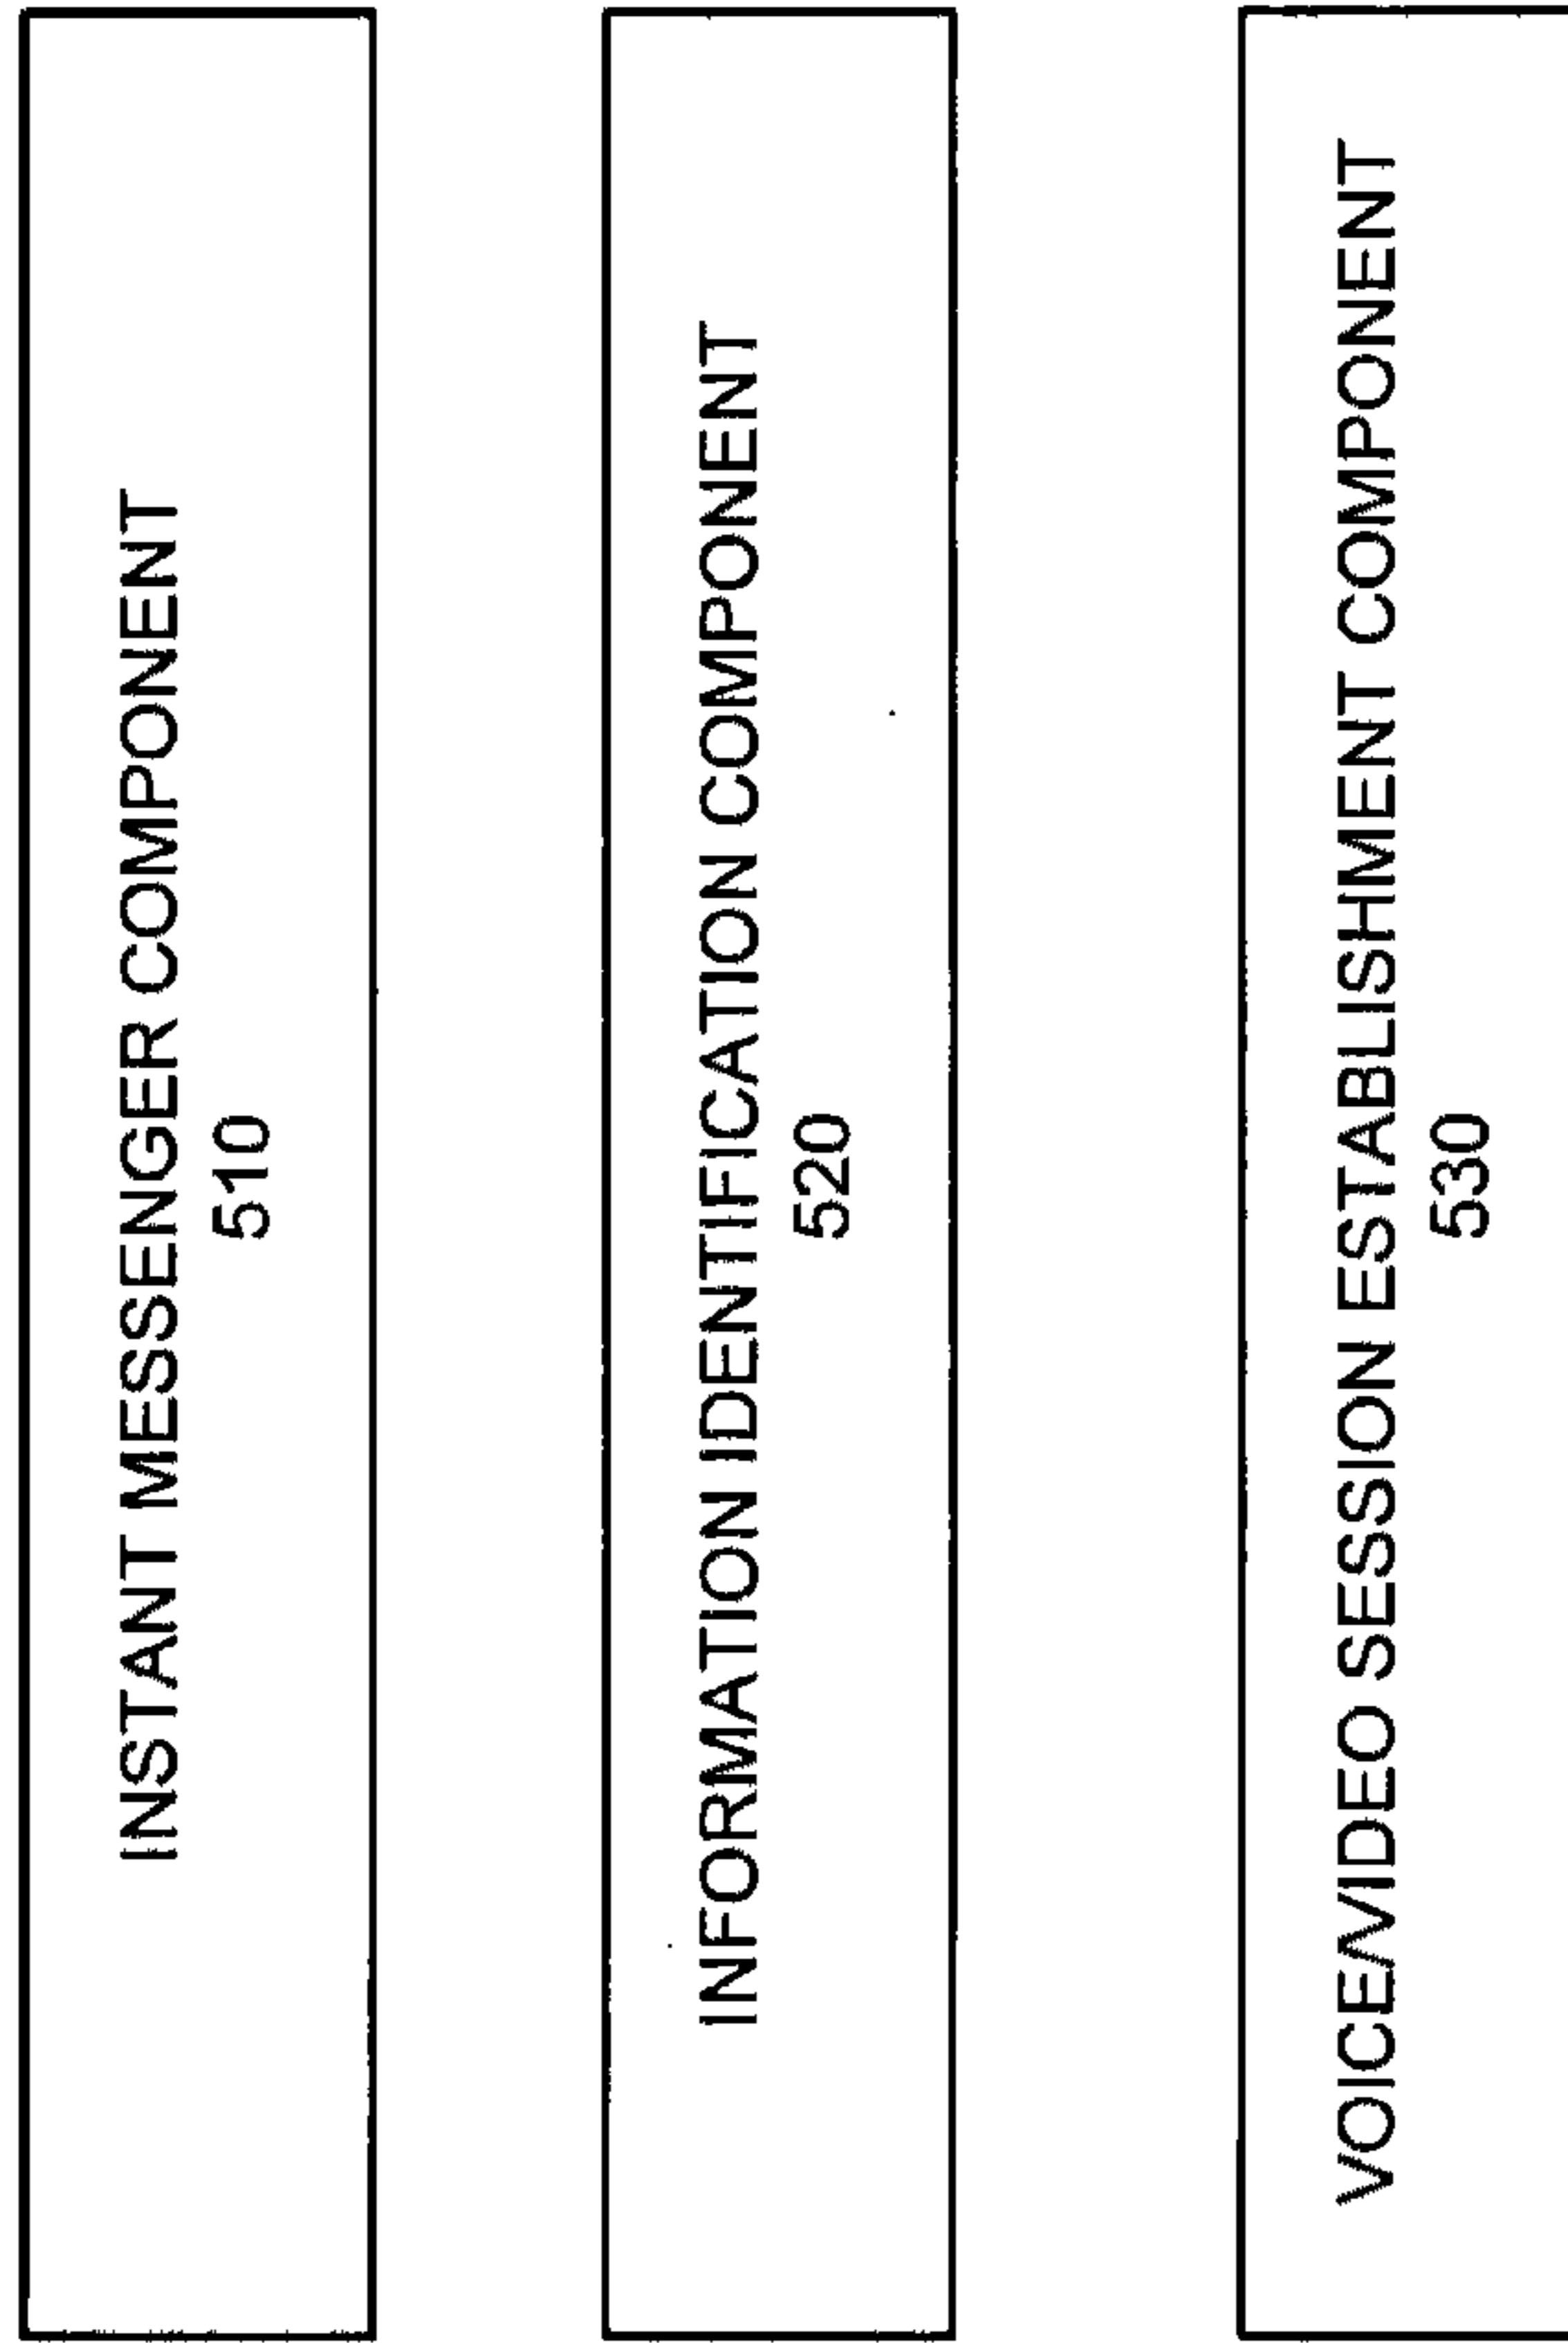 INSTANT MESSENGER COMPONENT
510
INFORMATION IDENTIFICATION COMPONENT
520
VOICE/VIDEO SESSION ESTABLISHMENT COMPONENT
530